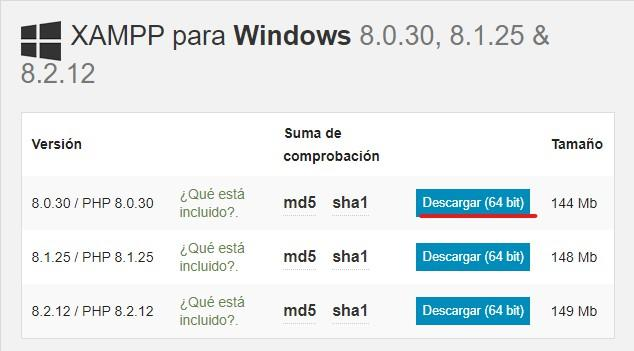 XAMPP para Windows 8.0.30, 8.1.25 &
8.2.12
Versión Suma de comprobación Tamaño
8.0.30 / PHP 8.0.30 ¿Qué está incluido?. md5 sha1 Descargar (64 bit) 144 Mb
8.1.25 / PHP 8.1.25 ¿Qué está incluido?. md5 sha1 Descargar (64 bit) 148 Mb
8.2.12 / PHP 8.2.12 ¿Qué está incluido?. md5 sha1 Descargar (64 bit) 149 Mb